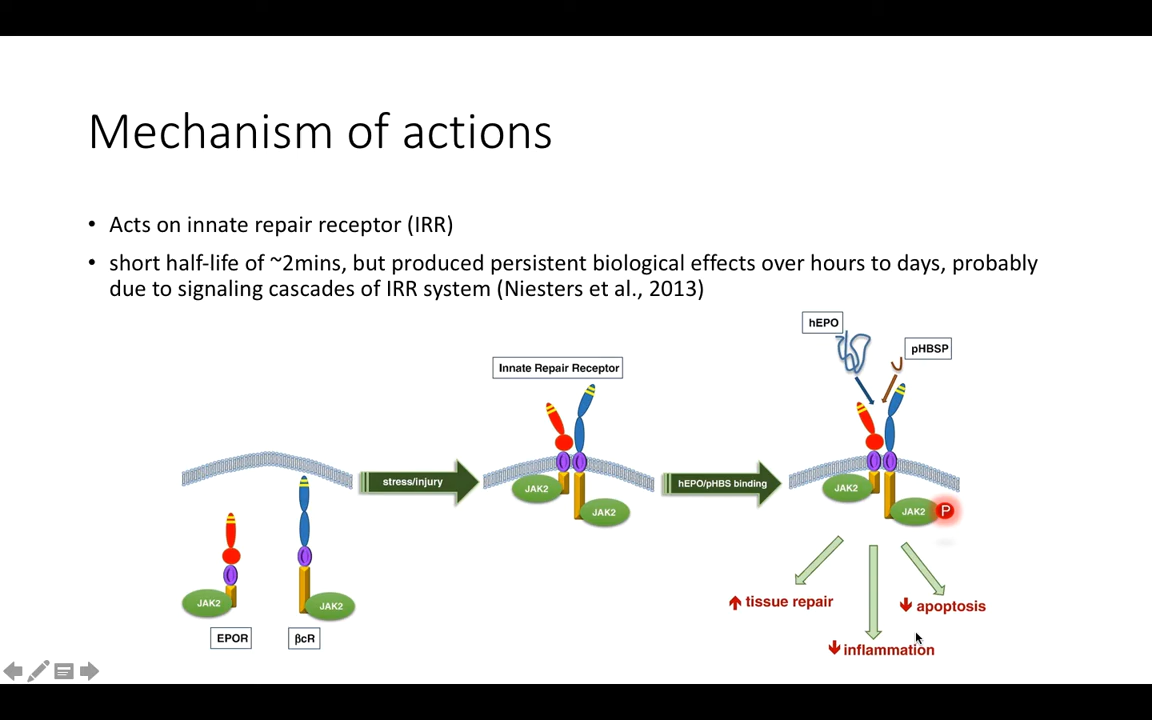 Mechanism of actions
• Acts on innate repair receptor (IRR)
• short half-life of ~2mins, but produced persistent biological effects over hours to days, probably
due to signaling cascades of IRR system (Niesters et al., 2013)
hEPO
pHBSP
Innate Repair Receptor
stress/injury
hEPO/pHBS binding
JAK2
JAK2
JAK2
JAK2
P
JAK2
JAK2
tissue repair
apoptosis
inflammation
EPOR
βcR